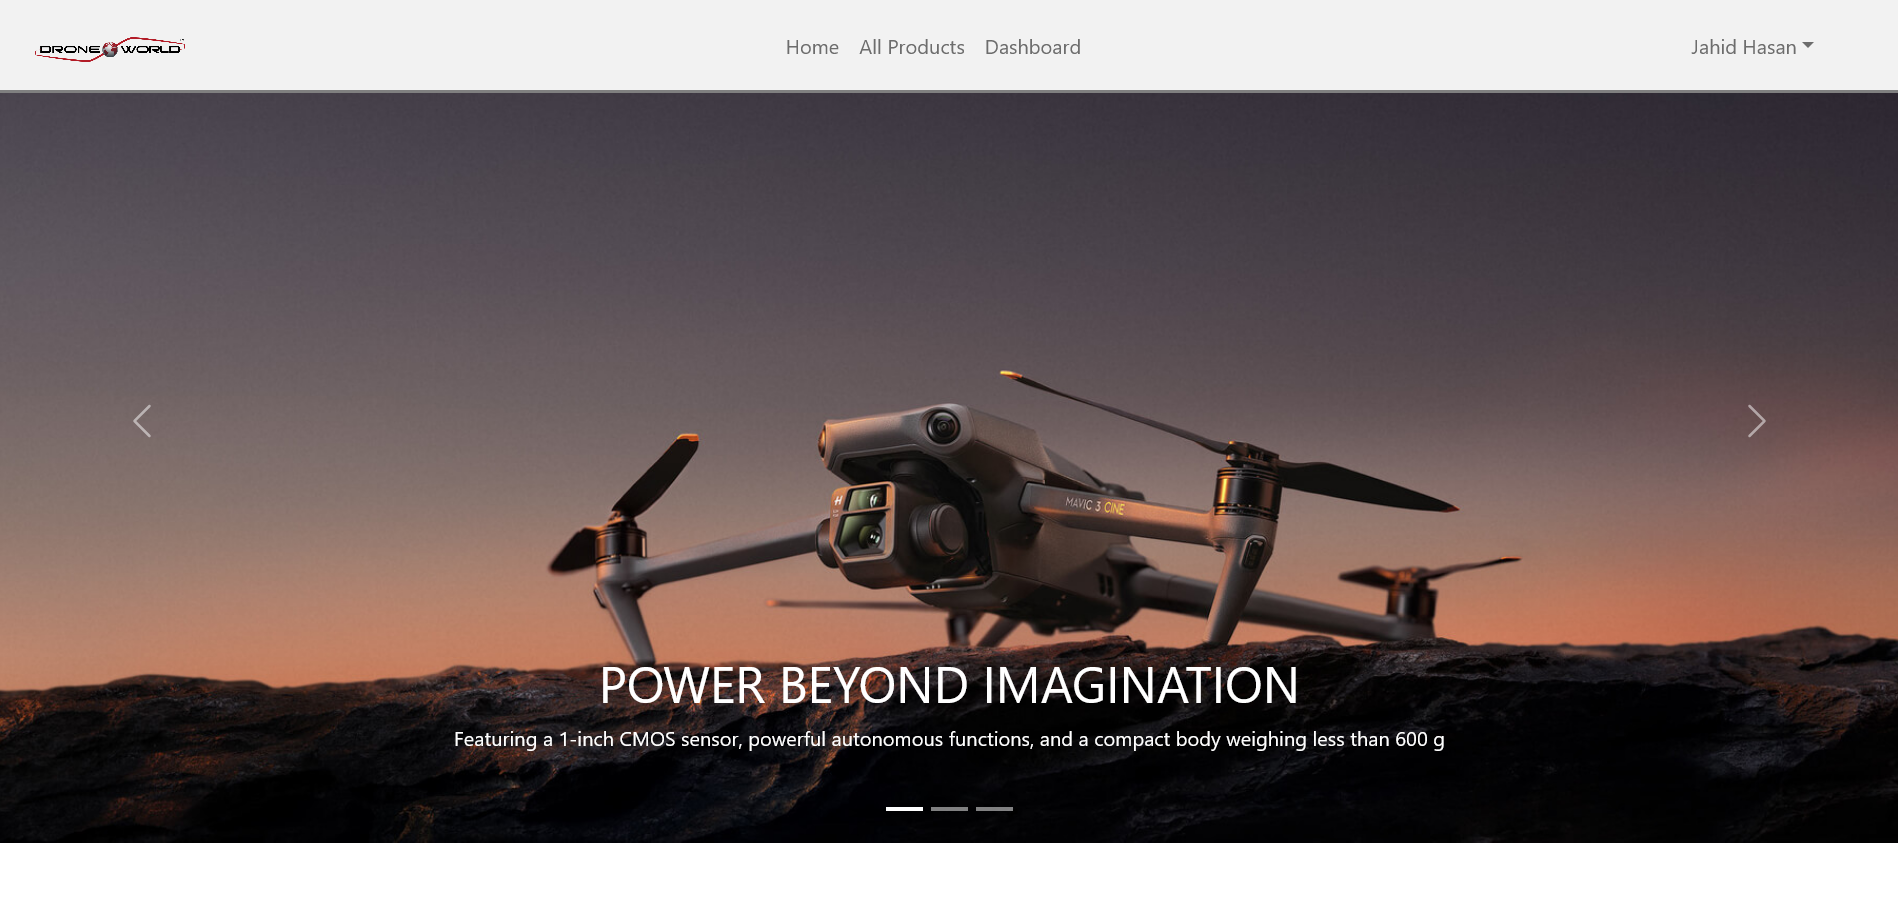 DRONE WORLD
Home All Products Dashboard
Jahid Hasan
MAVIC 3 CINE
POWER BEYOND IMAGINATION
Featuring a 1-inch CMOS sensor, powerful autonomous functions, and a compact body weighing less than 600 g